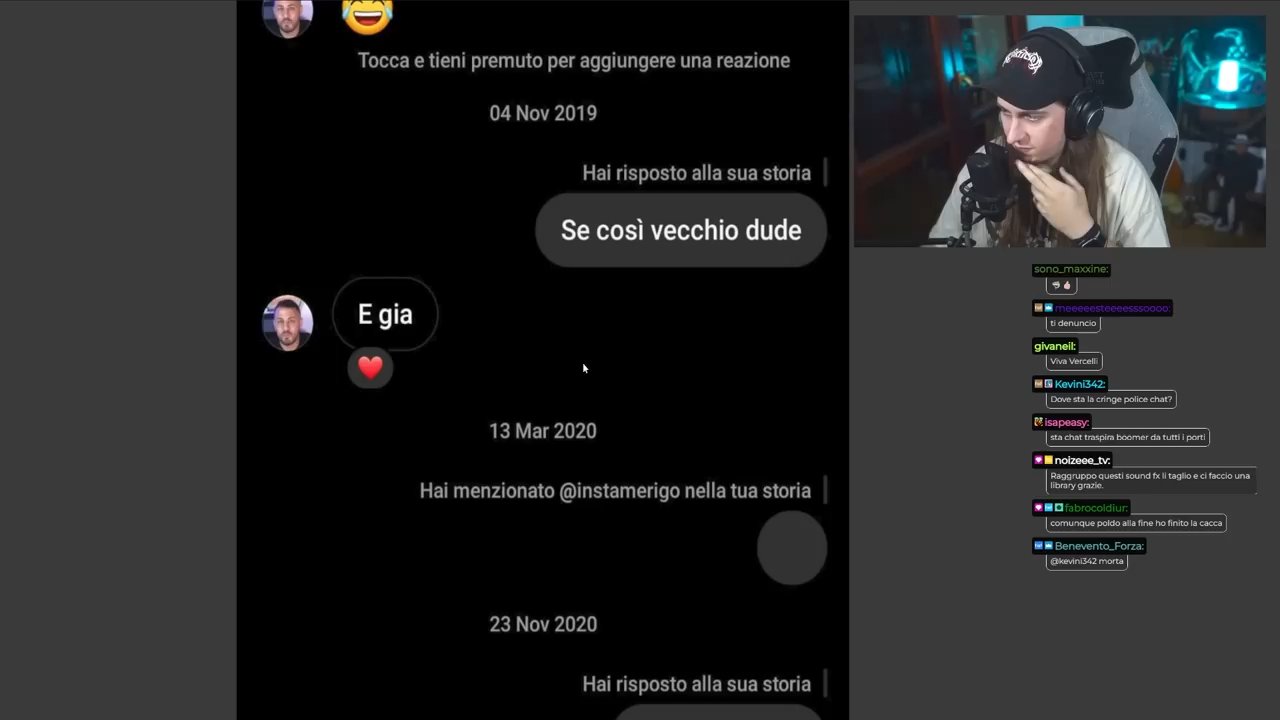 Tocca e tieni premuto per aggiungere una reazione
04 Nov 2019
Hai risposto alla sua storia
Se così vecchio dude
E gia
13 Mar 2020
Hai menzionato @instamerigo nella tua storia
23 Nov 2020
Hai risposto alla sua storia
sono_maxxine:
meeeeesteeeesssoooo:
ti denuncio
givaneil:
Viva Vercelli
Kevini342:
Dove sta la cringe police chat?
isapeasy:
sta chat traspira boomer da tutti i porti
noizeee_tv:
Raggruppo questi sound fx li taglio e ci faccio una
library grazie.
fabrocoldiur:
comunque poldo alla fine ho finito la cacca
Benevento_Forza:
@kevini342 morta